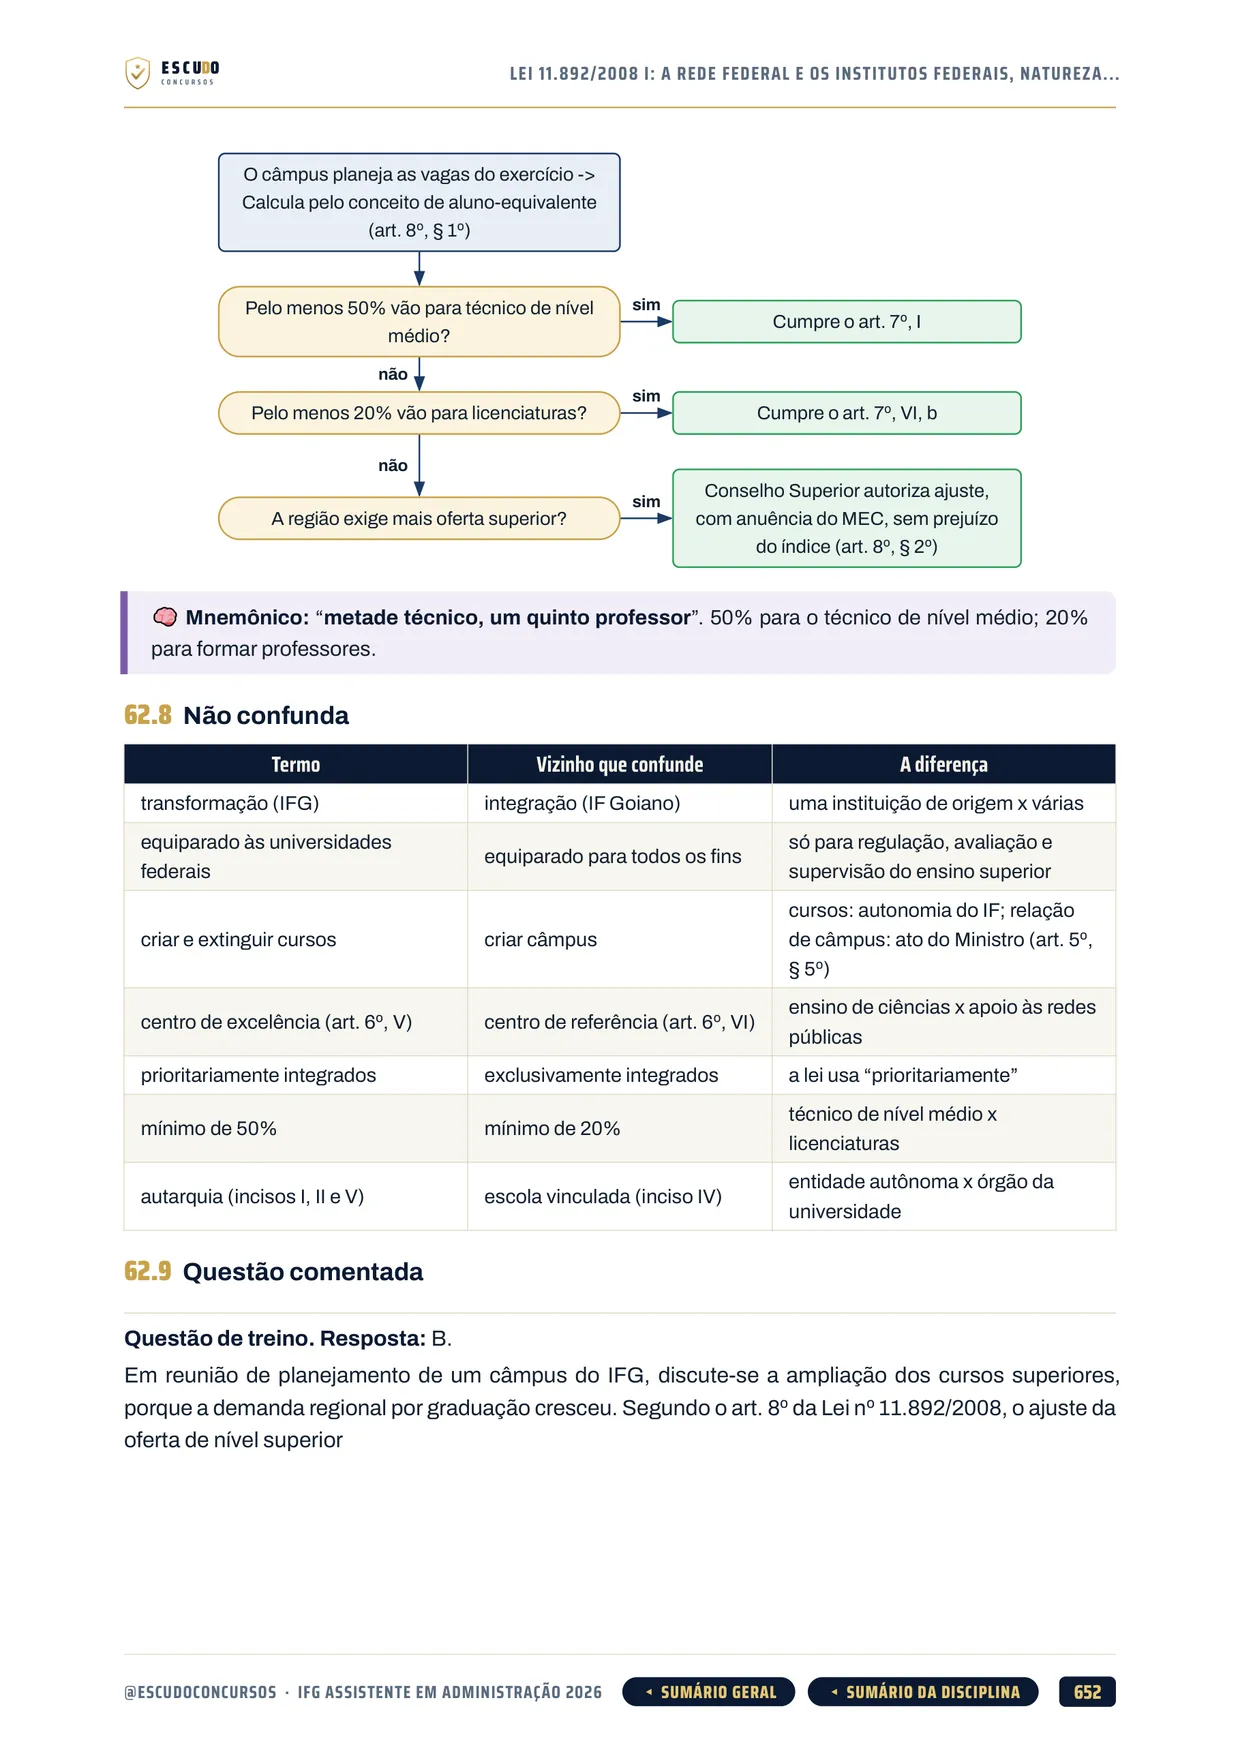 ESCUDO
CONCURSOS
LEI 11.892/2008 I: A REDE FEDERAL E OS INSTITUTOS FEDERAIS, NATUREZA...
O câmpus planeja as vagas do exercício ->
Calcula pelo conceito de aluno-equivalente
(art. 8º, § 1º)
Pelo menos 50% vão para técnico de nível
médio?
sim
Cumpre o art. 7º, I
não
Pelo menos 20% vão para licenciaturas?
sim
Cumpre o art. 7º, VI, b
não
A região exige mais oferta superior?
sim
Conselho Superior autoriza ajuste,
com anuência do MEC, sem prejuízo
do índice (art. 8º, § 2º)
Mnemônico: “metade técnico, um quinto professor”. 50% para o técnico de nível médio; 20%
para formar professores.
62.8 Não confunda
Termo
Vizinho que confunde
A diferença
transformação (IFG)
integração (IF Goiano)
uma instituição de origem x várias
equiparado às universidades
federais
equiparado para todos os fins
só para regulação, avaliação e
supervisão do ensino superior
criar e extinguir cursos
criar câmpus
cursos: autonomia do IF; relação
de câmpus: ato do Ministro (art. 5º,
§ 5º)
centro de excelência (art. 6º, V)
centro de referência (art. 6º, VI)
ensino de ciências x apoio às redes
públicas
prioritariamente integrados
exclusivamente integrados
a lei usa “prioritariamente”
mínimo de 50%
mínimo de 20%
técnico de nível médio x
licenciaturas
autarquia (incisos I, II e V)
escola vinculada (inciso IV)
entidade autônoma x órgão da
universidade
62.9 Questão comentada
Questão de treino. Resposta: B.
Em reunião de planejamento de um câmpus do IFG, discute-se a ampliação dos cursos superiores,
porque a demanda regional por graduação cresceu. Segundo o art. 8º da Lei nº 11.892/2008, o ajuste da
oferta de nível superior
@ESCUDOCONCURSOS · IFG ASSISTENTE EM ADMINISTRAÇÃO 2026
SUMÁRIO GERAL
SUMÁRIO DA DISCIPLINA
652